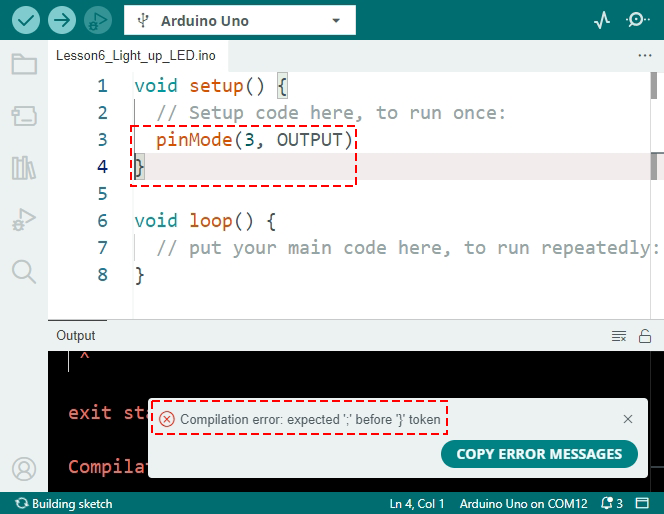 Arduino Uno
Lesson6_Light_up_LED.ino
1 void setup() {
2 // Setup code here, to run once:
3 pinMode(3, OUTPUT)
4 }
5
6 void loop() {
7 // put your main code here, to run repeatedly:
8 }
Output
^
exit st
Compilation error: expected ';' before '}' token
COPY ERROR MESSAGES
Compila
Building sketch
Ln 4, Col 1 Arduino Uno on COM12 3